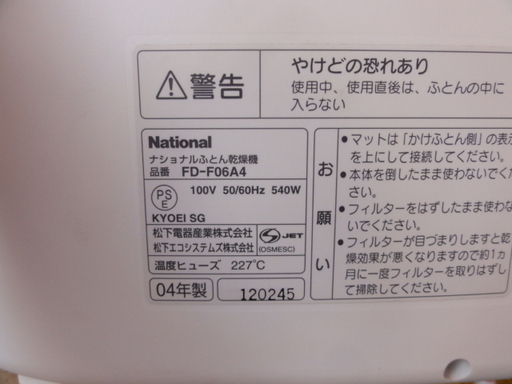 警告
やけどの恐れあり
使用中、使用直後は、ふとんの中に
入らない
National
ナショナルふとん乾燥機
品番 FD-F06A4
PS
E
100V 50/60Hz 540W
KYOEI SG
松下電器産業株式会社
松下エコシステムズ株式会社
(OSMESC)
JET
温度ヒューズ 227℃
04年製
120245
お願い
●マットは「かけふとん側」の表示
を上にして接続してください。
●本体を倒したまま使わないでくだ
さい。
●フィルターをはずしたまま使わな
いでください。
●フィルターが目づまりしますと乾
燥効果が悪くなりますので約1カ
月に一度フィルターを取りはずし
て掃除してください。